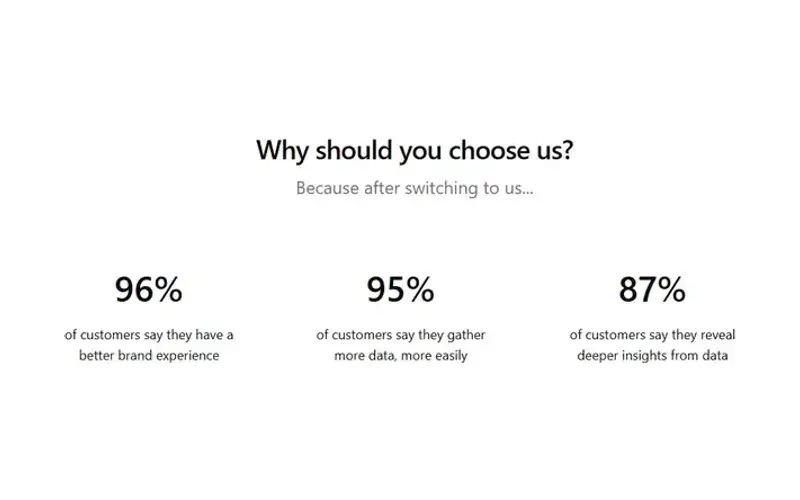 Why should you choose us?
Because after switching to us...
96%
of customers say they have a
better brand experience
95%
of customers say they gather
more data, more easily
87%
of customers say they reveal
deeper insights from data